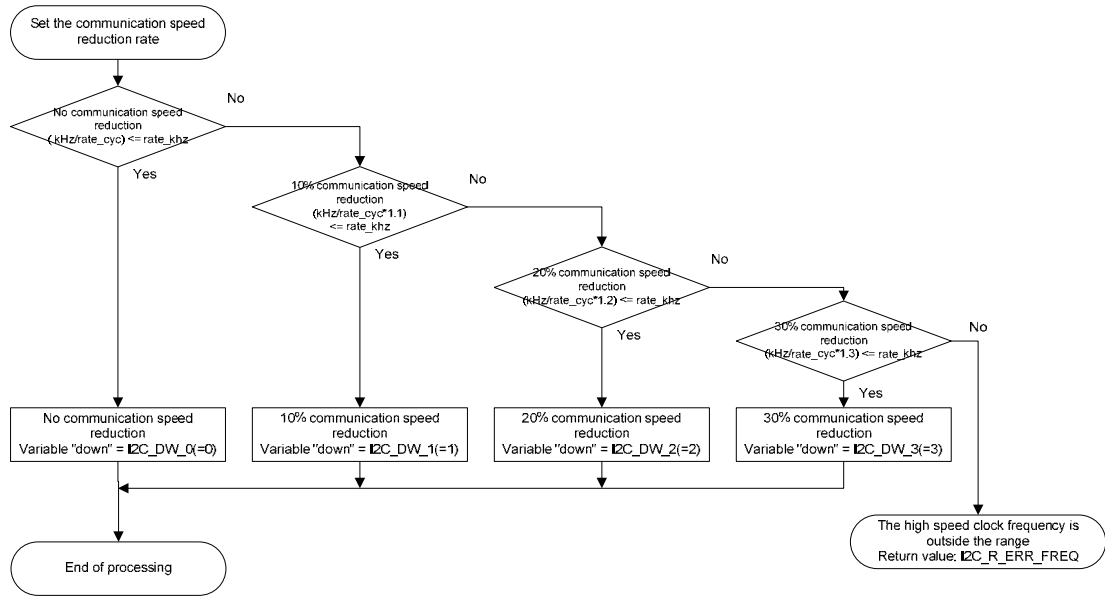 Set the communication speed
reduction rate
No communication speed
reduction
( kHz/rate_cyc) <= rate_khz
No
Yes
10% communication speed
reduction
(kHz/rate_cyc*1.1)
<= rate_khz
No
Yes
20% communication speed
reduction
(kHz/rate_cyc*1.2) <= rate_khz
No
Yes
30% communication speed
reduction
(kHz/rate_cyc*1.3) <= rate_khz
No
Yes
No communication speed
reduction
Variable "down" = I2C_DW_0(=0)
10% communication speed
reduction
Variable "down" = I2C_DW_1(=1)
20% communication speed
reduction
Variable "down" = I2C_DW_2(=2)
30% communication speed
reduction
Variable "down" = I2C_DW_3(=3)
The high speed clock frequency is
outside the range
Return value: I2C_R_ERR_FREQ
End of processing